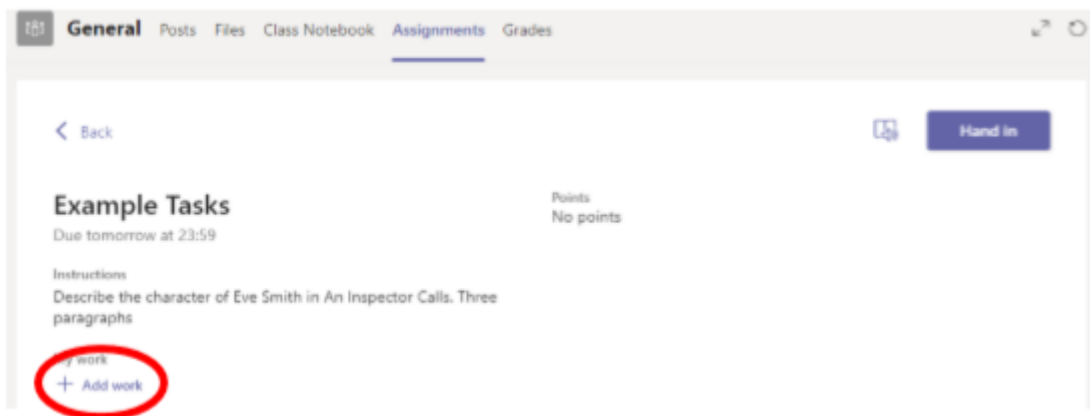 General Posts Files Class Notebook Assignments Grades
Back
Hand in
Example Tasks
Points
No points
Due tomorrow at 23:59
Instructions
Describe the character of Eve Smith in An Inspector Calls. Three
paragraphs
work
+ Add work